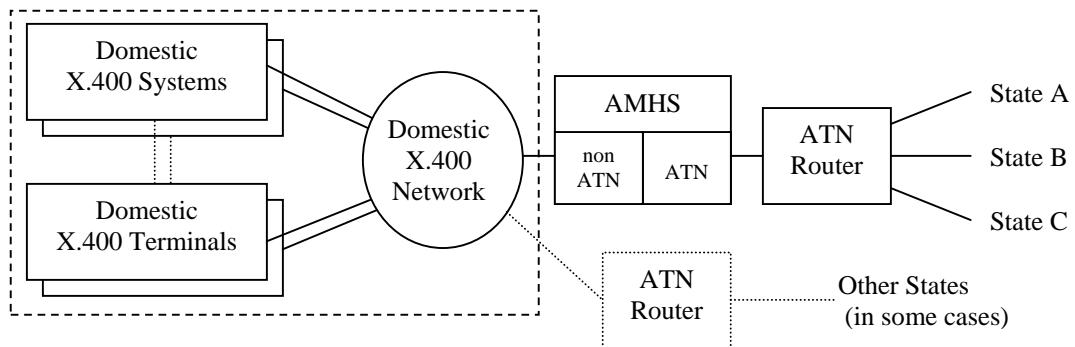 Domestic
X.400 Systems
Domestic
X.400 Terminals
Domestic
X.400
Network
AMHS
non
ATN
ATN
ATN
Router
State A
State B
State C
ATN
Router
Other States
(in some cases)